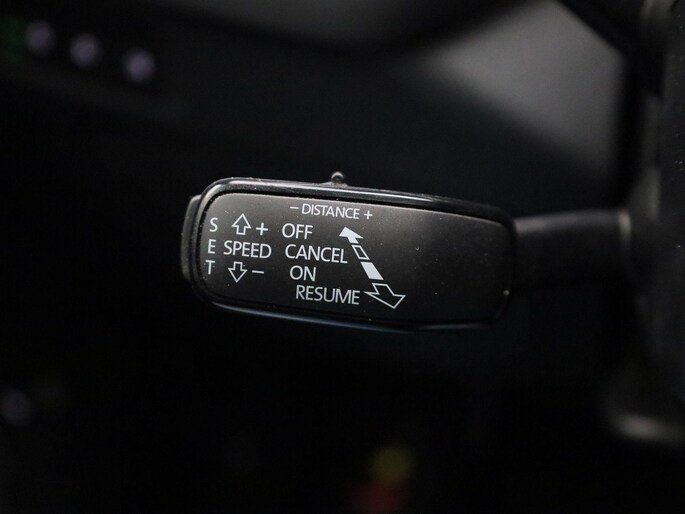 − DISTANCE +
S + OFF
E SPEED CANCEL
T − ON
RESUME